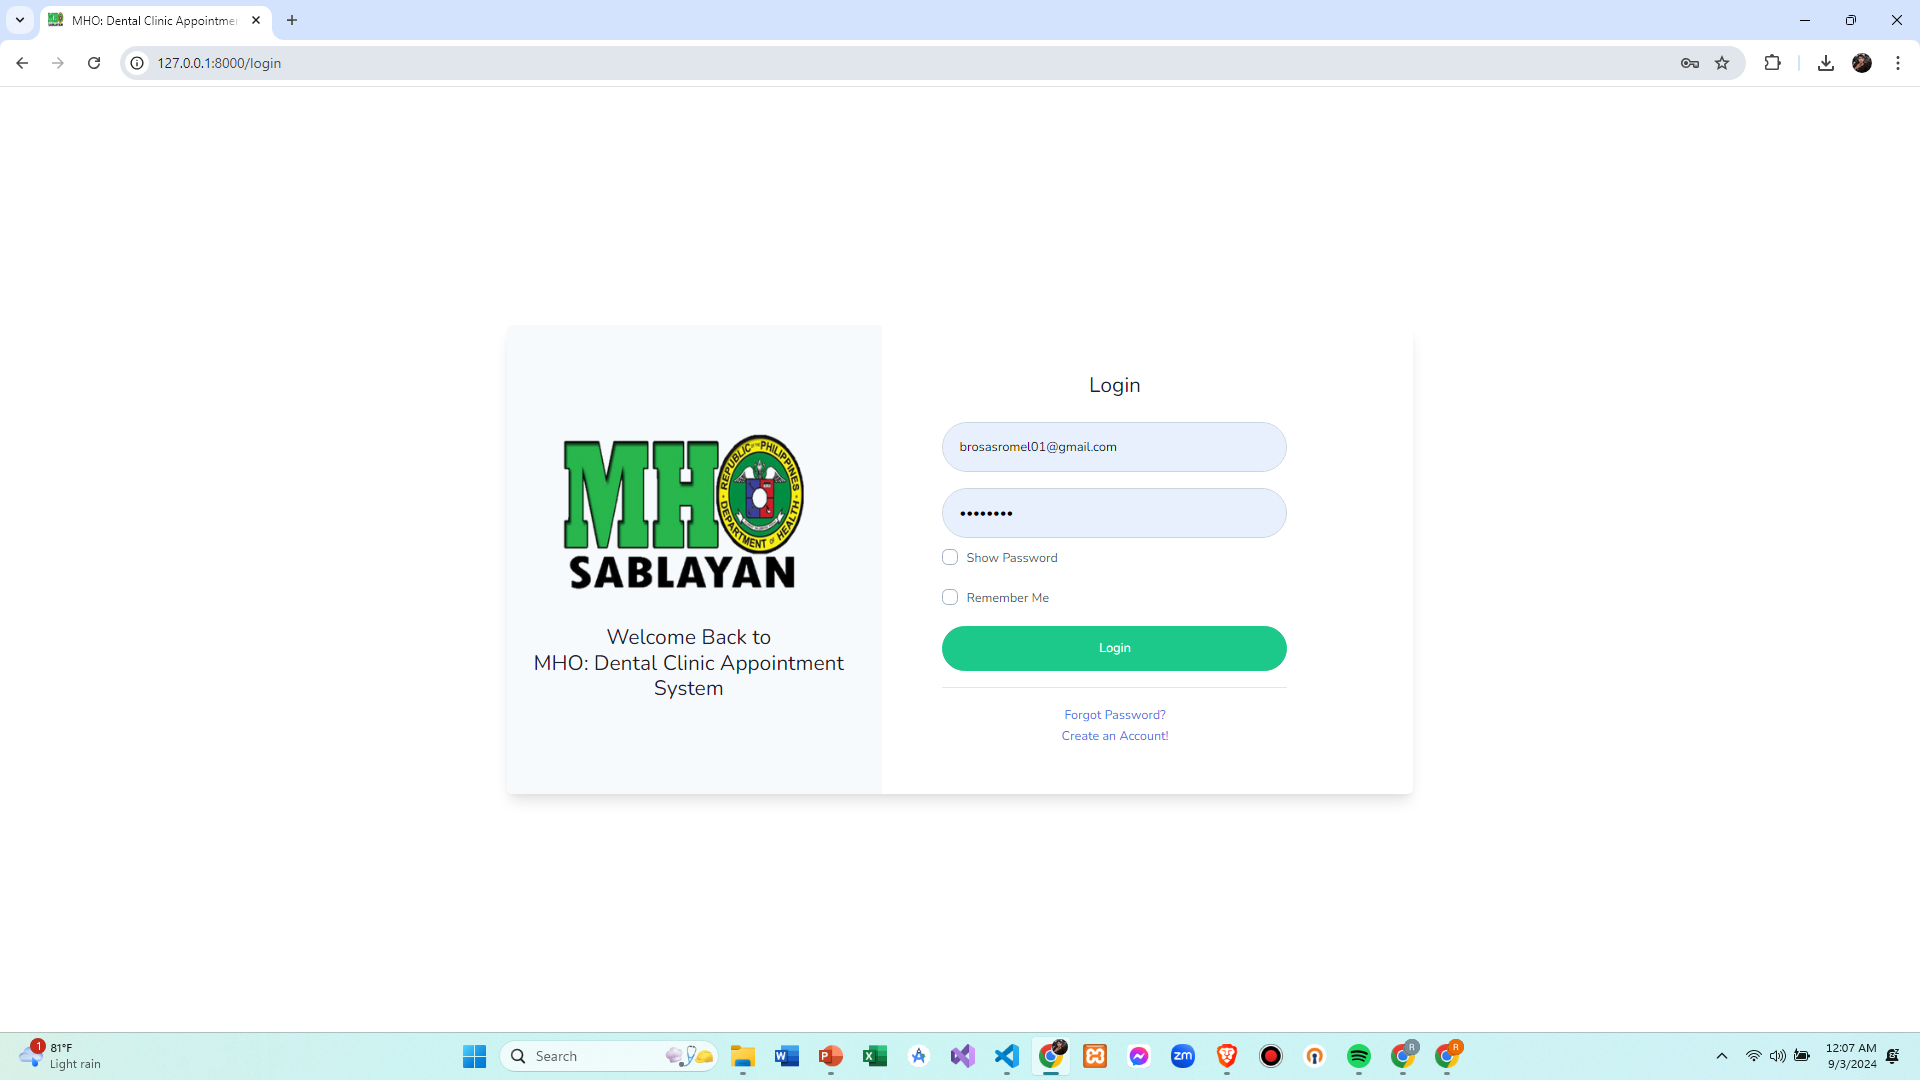 MHO: Dental Clinic Appointmen
127.0.0.1:8000/login
MHO
REPUBLIC OF THE PHILIPPINES
DEPARTMENT OF HEALTH
SABLAYAN
Welcome Back to
MHO: Dental Clinic Appointment
System
Login
brosasromel01@gmail.com
Show Password
Remember Me
Login
Forgot Password?
Create an Account!
1
81°F
Light rain
Search
zm
R
R
12:07 AM
9/3/2024